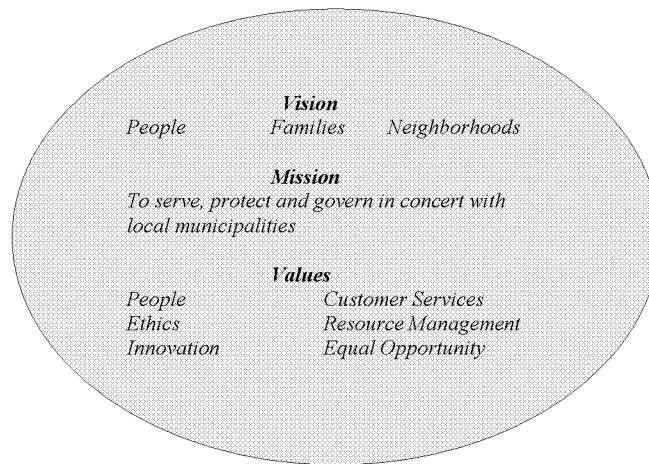 Vision
People Families Neighborhoods
Mission
To serve, protect and govern in concert with
local municipalities
Values
People Customer Services
Ethics Resource Management
Innovation Equal Opportunity